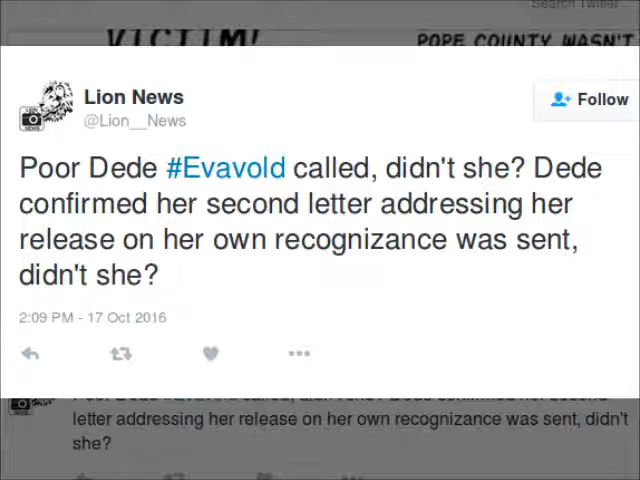 Search Twitter
VICTIM!
POPE COUNTY WASN'T
Lion News
@Lion__News
Follow
Poor Dede #Evavold called, didn't she? Dede
confirmed her second letter addressing her
release on her own recognizance was sent,
didn't she?
2:09 PM - 17 Oct 2016
letter addressing her release on her own recognizance was sent, didn't
she?